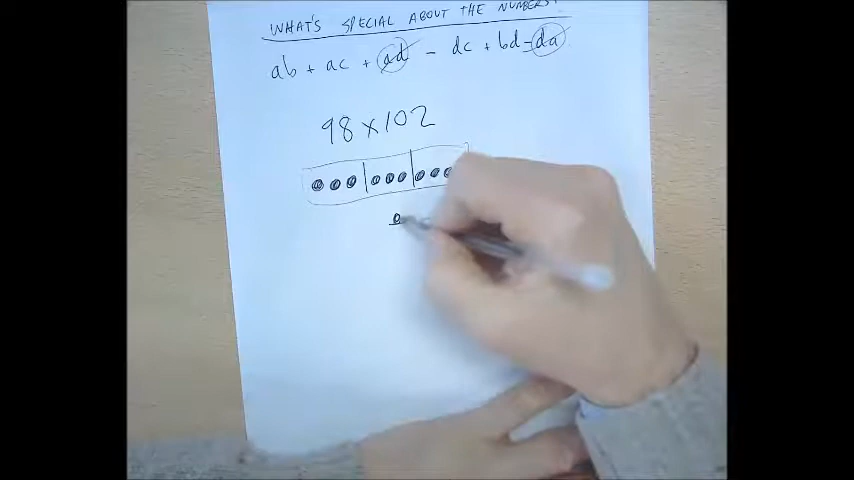 WHAT'S SPECIAL ABOUT THE NUMBERS?
ab + ac + ad - dc + bd - da
98 x 102